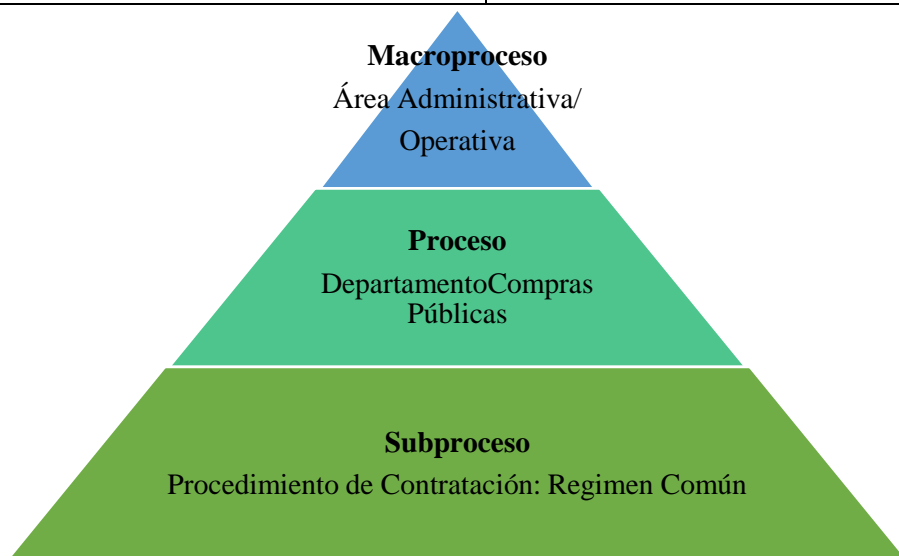 Macroproceso
Área Administrativa/
Operativa
Proceso
DepartamentoCompras
Públicas
Subproceso
Procedimiento de Contratación: Regimen Común